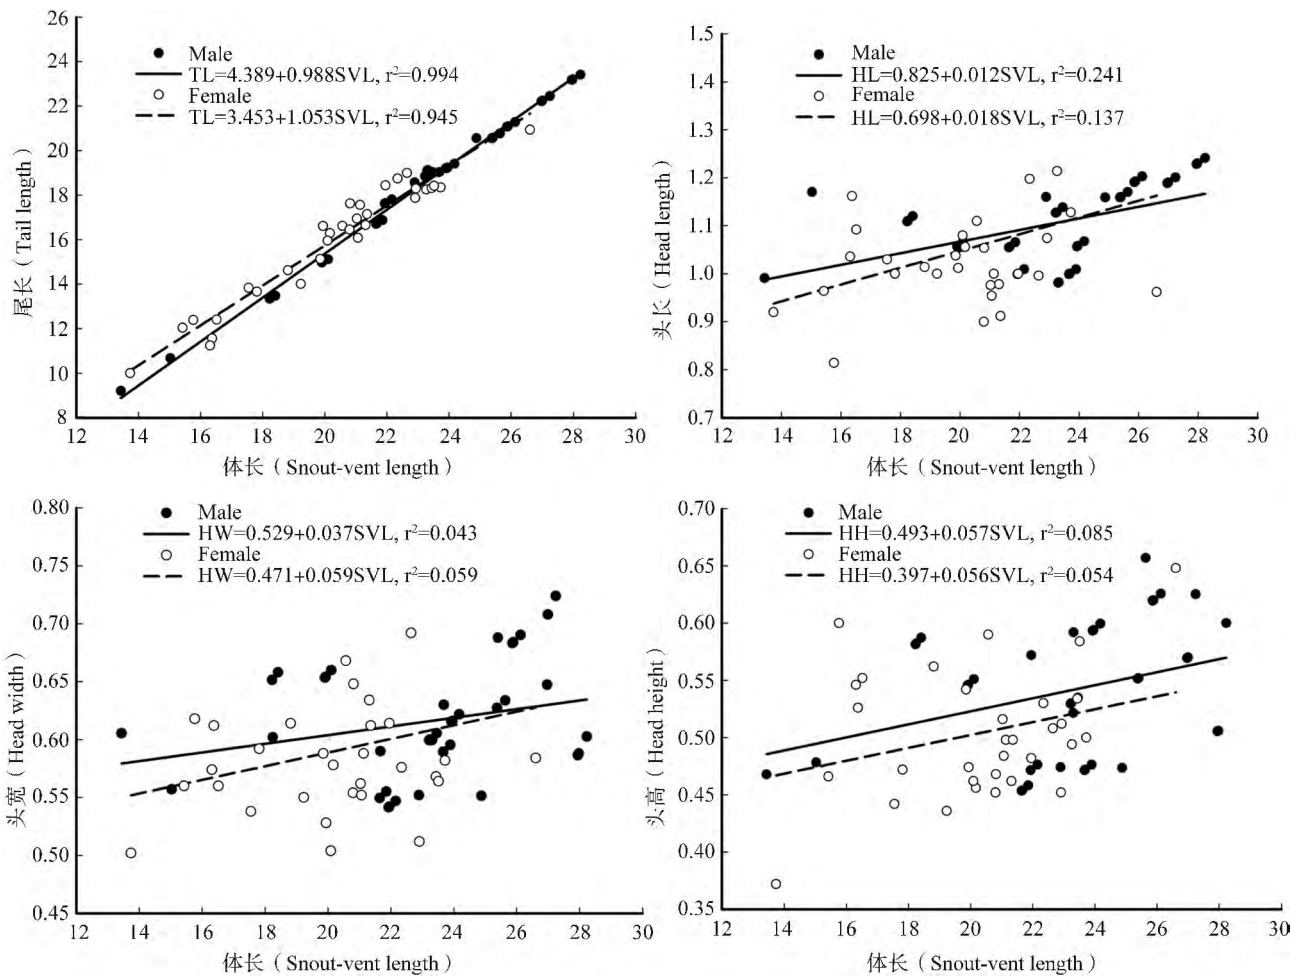 26
24
22
20
18
16
14
12
10
8
尾长（Tail length）
Male
TL=4.389+0.988SVL, r²=0.994
Female
TL=3.453+1.053SVL, r²=0.945
12 14 16 18 20 22 24 26 28 30
体长（Snout-vent length）
1.5
1.4
1.3
1.2
1.1
1.0
0.9
0.8
0.7
头长（Head length）
Male
HL=0.825+0.012SVL, r²=0.241
Female
HL=0.698+0.018SVL, r²=0.137
12 14 16 18 20 22 24 26 28 30
体长（Snout-vent length）
0.80
0.75
0.70
0.65
0.60
0.55
0.50
0.45
头宽（Head width）
Male
HW=0.529+0.037SVL, r²=0.043
Female
HW=0.471+0.059SVL, r²=0.059
12 14 16 18 20 22 24 26 28 30
体长（Snout-vent length）
0.70
0.65
0.60
0.55
0.50
0.45
0.40
0.35
头高（Head height）
Male
HH=0.493+0.057SVL, r²=0.085
Female
HH=0.397+0.056SVL, r²=0.054
12 14 16 18 20 22 24 26 28 30
体长（Snout-vent length）